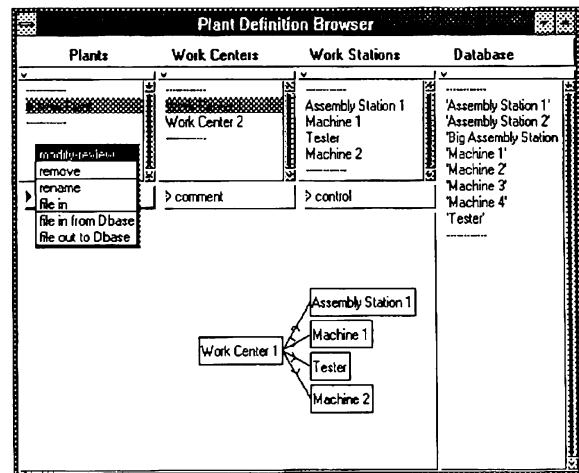 Plant Definition Browser
Plants Work Centers Work Stations Database
Work Center 2
Assembly Station 1
Machine 1
Tester
Machine 2
'Assembly Station 1'
'Assembly Station 2'
'Big Assembly Station
'Machine 1'
'Machine 2'
'Machine 3'
'Machine 4'
'Tester'
modify-review
remove
rename
file in
file in from Dbase
file out to Dbase
comment
control
Work Center 1
Assembly Station 1
Machine 1
Tester
Machine 2